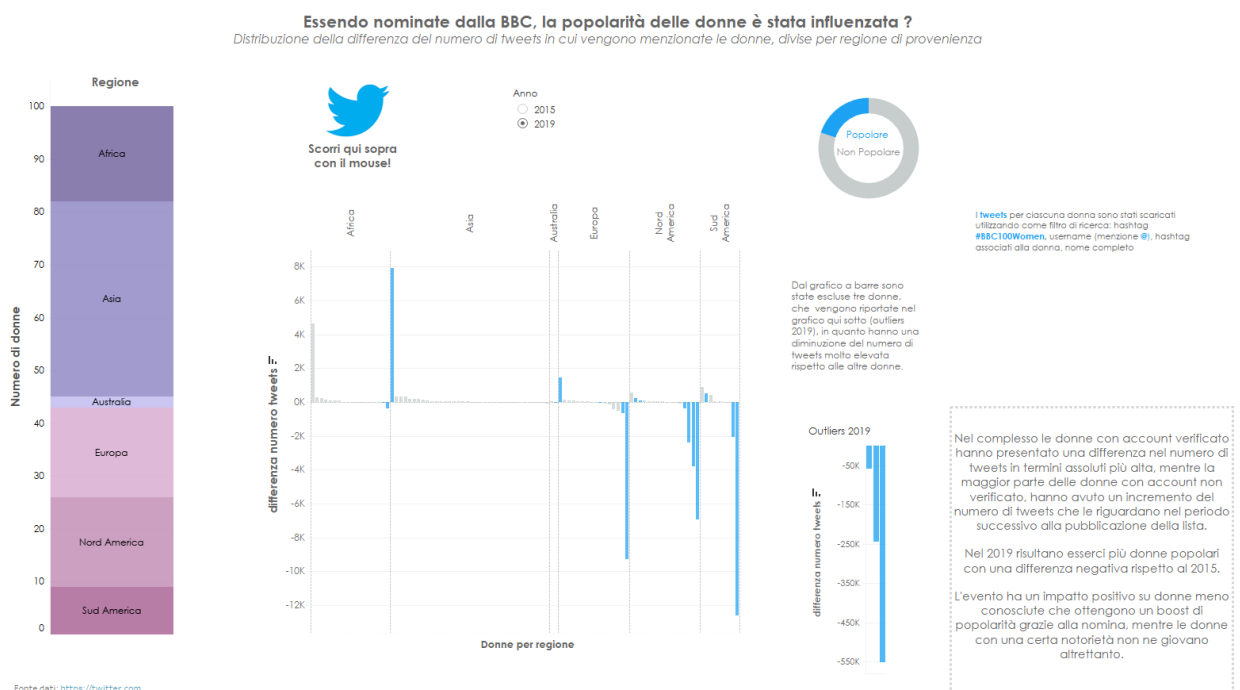 Essendo nominate dalla BBC, la popolarità delle donne è stata influenzata ?
Distribuzione della differenza del numero di tweets in cui vengono menzionate le donne, divise per regione di provenienza
Regione
Numero di donne
100
90
80
70
60
50
40
30
20
10
0
Africa
Asia
Australia
Europa
Nord America
Sud America
Scorri qui sopra
con il mouse!
Anno
2015
2019
Popolare
Non Popolare
I tweets per ciascuna donna sono stati scaricati
utilizzando come filtro di ricerca: hashtag
#BBC100Women, username (menzione @), hashtag
associati alla donna, nome completo
Africa
Asia
Australia
Europa
Nord
America
Sud
America
differenza numero tweets
8K
6K
4K
2K
0K
-2K
-4K
-6K
-8K
-10K
-12K
Donne per regione
Dal grafico a barre sono
state escluse tre donne,
che vengono riportate nel
grafico qui sotto (outliers
2019), in quanto hanno una
diminuzione del numero di
tweets molto elevata
rispetto alle altre donne.
Outliers 2019
differenza numero tweets
-50K
-150K
-250K
-350K
-450K
-550K
Nel complesso le donne con account verificato
hanno presentato una differenza nel numero di
tweets in termini assoluti più alta, mentre la
maggior parte delle donne con account non
verificato, hanno avuto un incremento del
numero di tweets che le riguardano nel periodo
successivo alla pubblicazione della lista.
Nel 2019 risultano esserci più donne popolari
con una differenza negativa rispetto al 2015.
L'evento ha un impatto positivo su donne meno
conosciute che ottengono un boost di
popolarità grazie alla nomina, mentre le donne
con una certa notorietà non ne giovano
altrettanto.
Fonte dati: https://twitter.com